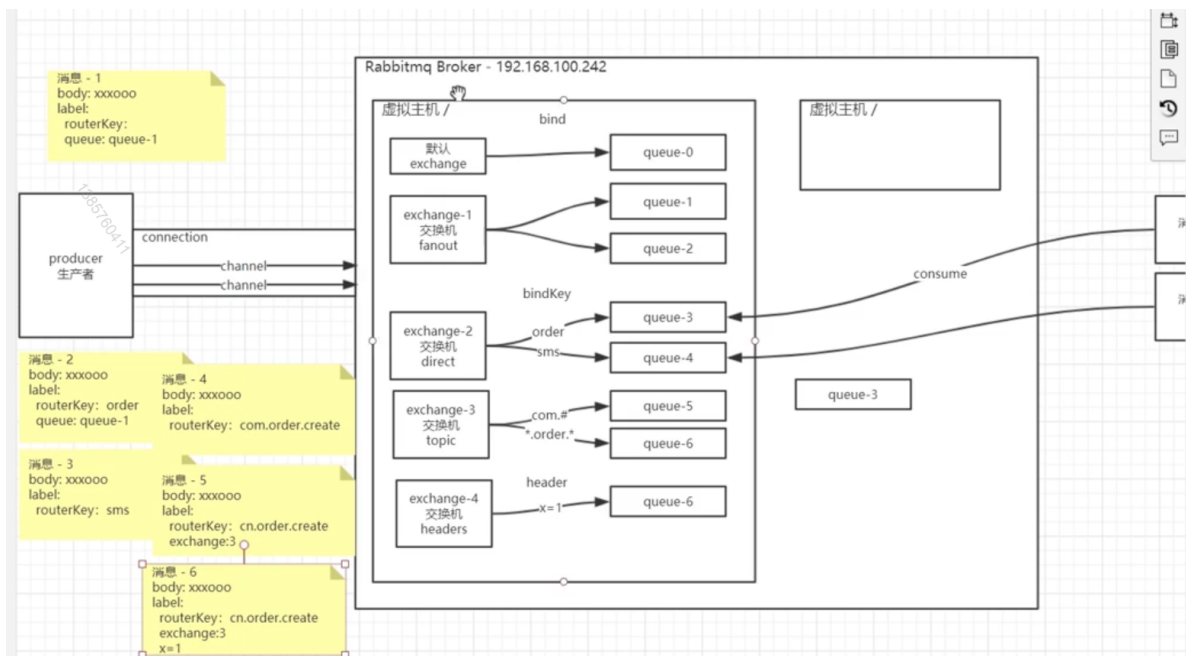 消息 - 1
body: xxxooo
label:
routerKey:
queue: queue-1
Rabbitmq Broker - 192.168.100.242
虚拟主机 /
bind
默认
exchange
queue-0
exchange-1
交换机
fanout
queue-1
queue-2
bindKey
exchange-2
交换机
direct
order
sms
queue-3
queue-4
exchange-3
交换机
topic
com.#
*.order.*
queue-5
queue-6
header
exchange-4
交换机
headers
x=1
queue-6
虚拟主机 /
consume
queue-3
1385760411
producer
生产者
connection
channel
channel
消息 - 2
body: xxxooo
label:
routerKey: order
queue: queue-1
消息 - 4
body: xxxooo
label:
routerKey: com.order.create
消息 - 3
body: xxxooo
label:
routerKey: sms
消息 - 5
body: xxxooo
label:
routerKey: cn.order.create
exchange:3
消息 - 6
body: xxxooo
label:
routerKey: cn.order.create
exchange:3
x=1